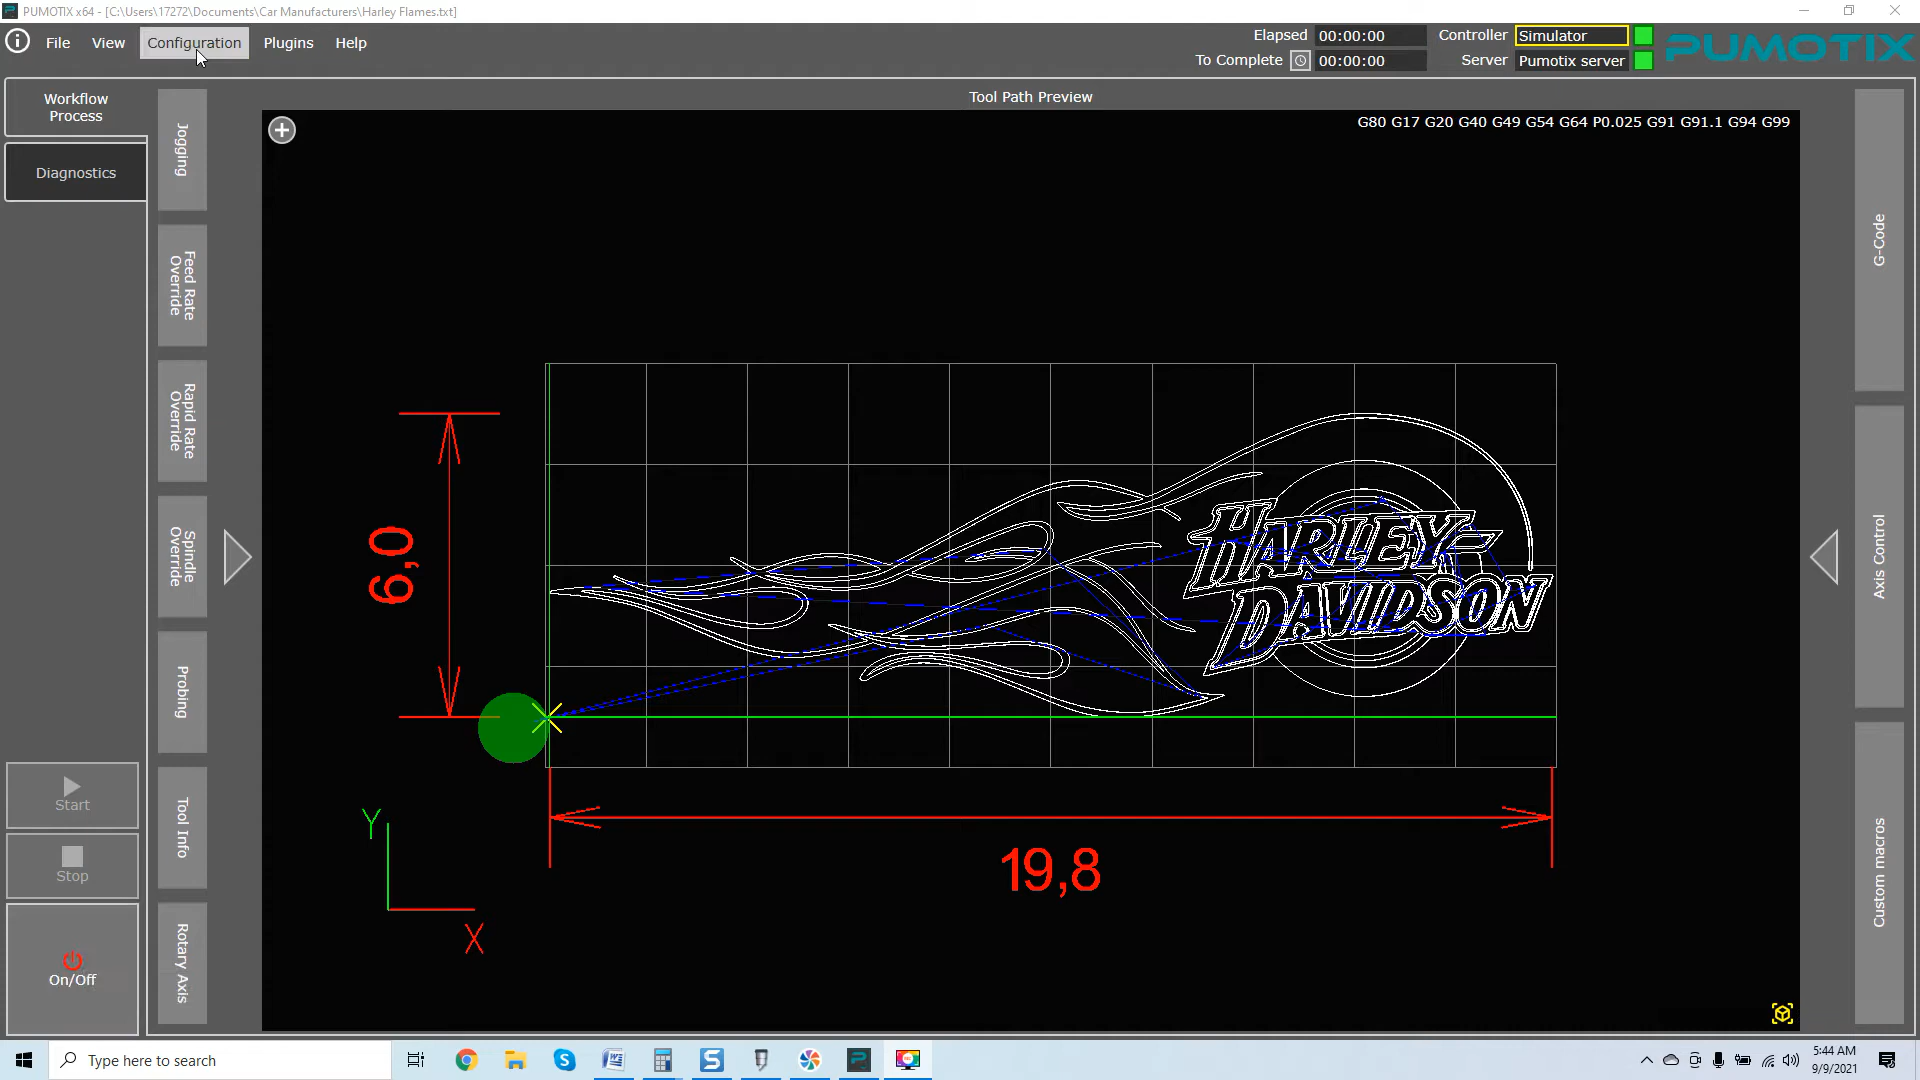 PUMOTIX x64 - [C:\Users\17272\Documents\Car Manufacturers\Harley Flames.txt]
File View Configuration Plugins Help
Elapsed 00:00:00 Controller Simulator
To Complete 00:00:00 Server Pumotix server
PUMOTIX
Workflow
Process
Diagnostics
Start
Stop
On/Off
Jogging
Feed Rate
Override
Rapid Rate
Override
Spindle
Override
Probing
Tool Info
Rotary Axis
Tool Path Preview
G80 G17 G20 G40 G49 G54 G64 P0.025 G91 G91.1 G94 G99
6,0
HARLEY-
DAVIDSON
19,8
Y
X
G-Code
Axis Control
Custom macros
Type here to search
5:44 AM
9/9/2021